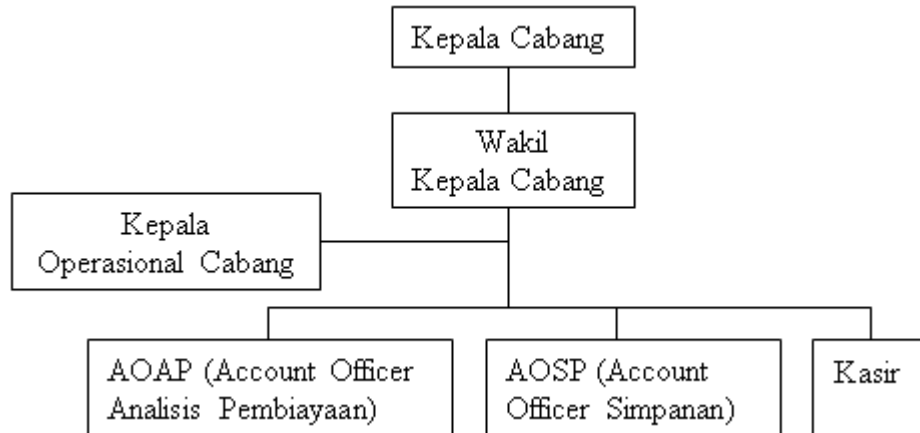 Kepala Cabang
Wakil
Kepala Cabang
Kepala
Operasional Cabang
AOAP (Account Officer
Analisis Pembiayaan)
AOSP (Account
Officer Simpanan)
Kasir